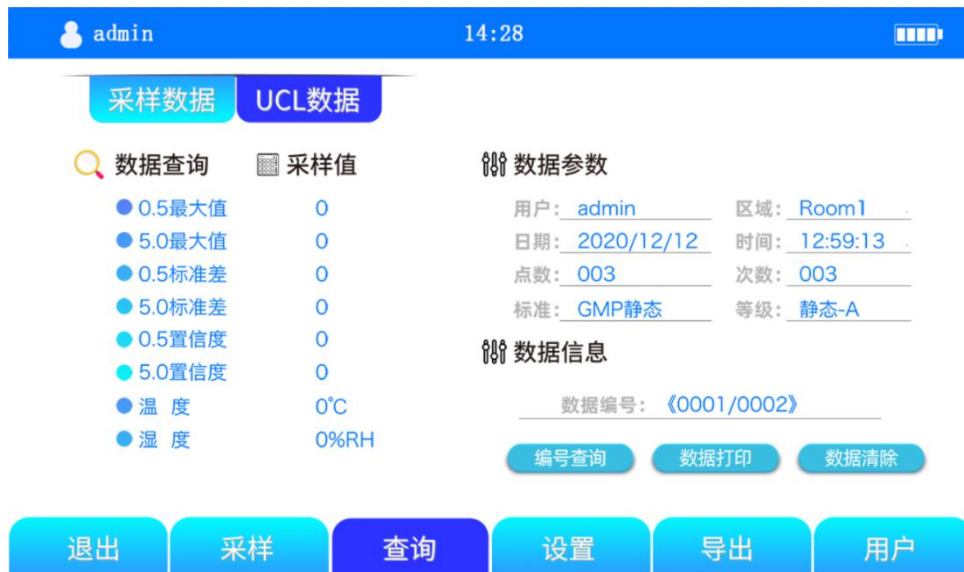 admin 14:28
采样数据 UCL数据
数据查询 采样值
0.5最大值 0
5.0最大值 0
0.5标准差 0
5.0标准差 0
0.5置信度 0
5.0置信度 0
温 度 0℃
湿 度 0%RH
数据参数
用户: admin 区域: Room1
日期: 2020/12/12 时间: 12:59:13
点数: 003 次数: 003
标准: GMP静态 等级: 静态-A
数据信息
数据编号: 《0001/0002》
编号查询 数据打印 数据清除
退出 采样 查询 设置 导出 用户